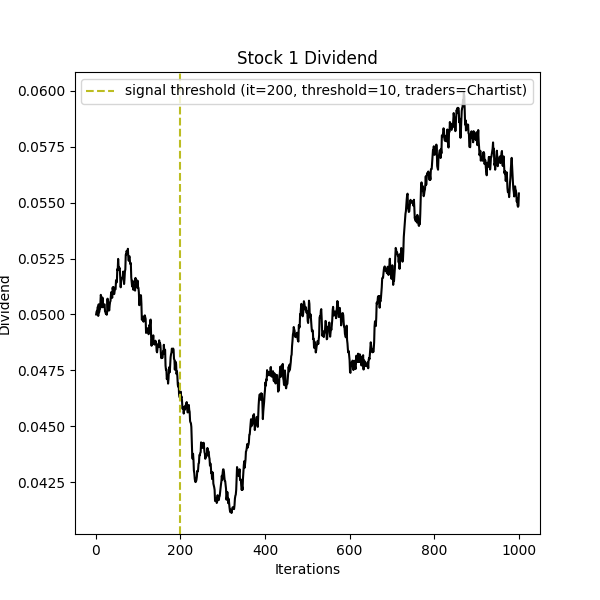 Stock 1 Dividend
signal threshold (it=200, threshold=10, traders=Chartist)
0.0600
0.0575
0.0550
0.0525
0.0500
0.0475
0.0450
0.0425
Dividend
0 200 400 600 800 1000
Iterations